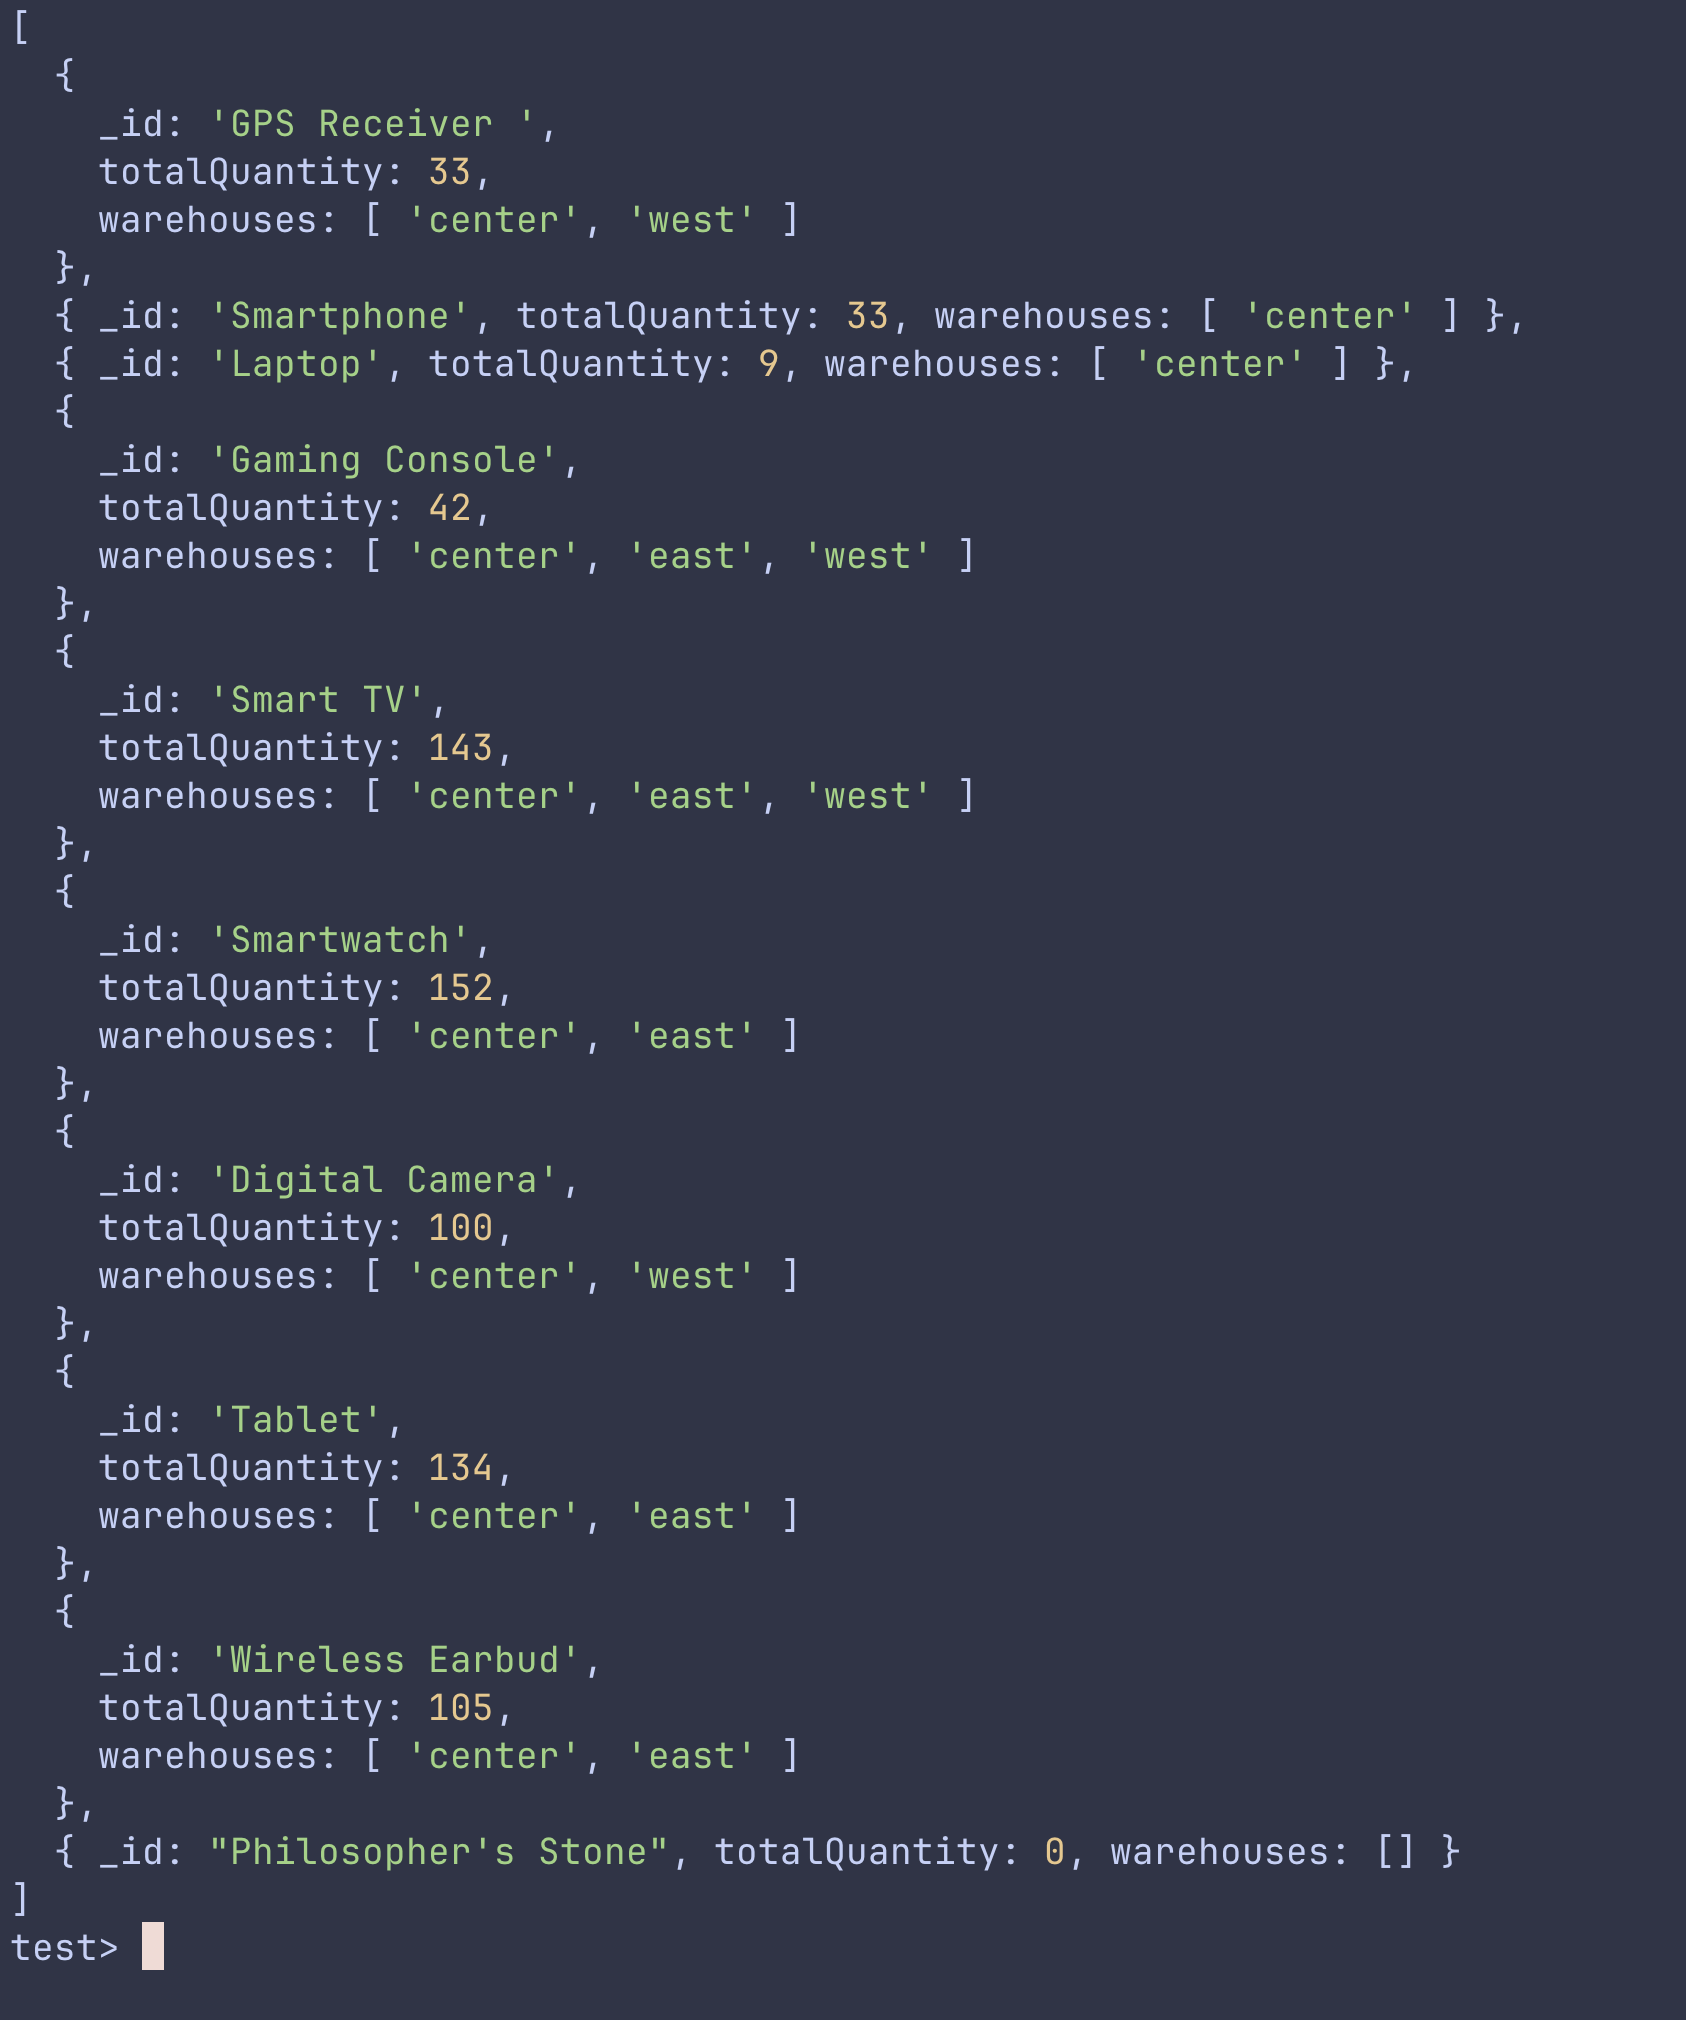 [
  {
    _id: 'GPS Receiver ',
    totalQuantity: 33,
    warehouses: [ 'center', 'west' ]
  },
  { _id: 'Smartphone', totalQuantity: 33, warehouses: [ 'center' ] },
  { _id: 'Laptop', totalQuantity: 9, warehouses: [ 'center' ] },
  {
    _id: 'Gaming Console',
    totalQuantity: 42,
    warehouses: [ 'center', 'east', 'west' ]
  },
  {
    _id: 'Smart TV',
    totalQuantity: 143,
    warehouses: [ 'center', 'east', 'west' ]
  },
  {
    _id: 'Smartwatch',
    totalQuantity: 152,
    warehouses: [ 'center', 'east' ]
  },
  {
    _id: 'Digital Camera',
    totalQuantity: 100,
    warehouses: [ 'center', 'west' ]
  },
  {
    _id: 'Tablet',
    totalQuantity: 134,
    warehouses: [ 'center', 'east' ]
  },
  {
    _id: 'Wireless Earbud',
    totalQuantity: 105,
    warehouses: [ 'center', 'east' ]
  },
  { _id: "Philosopher's Stone", totalQuantity: 0, warehouses: [] }
]
test>